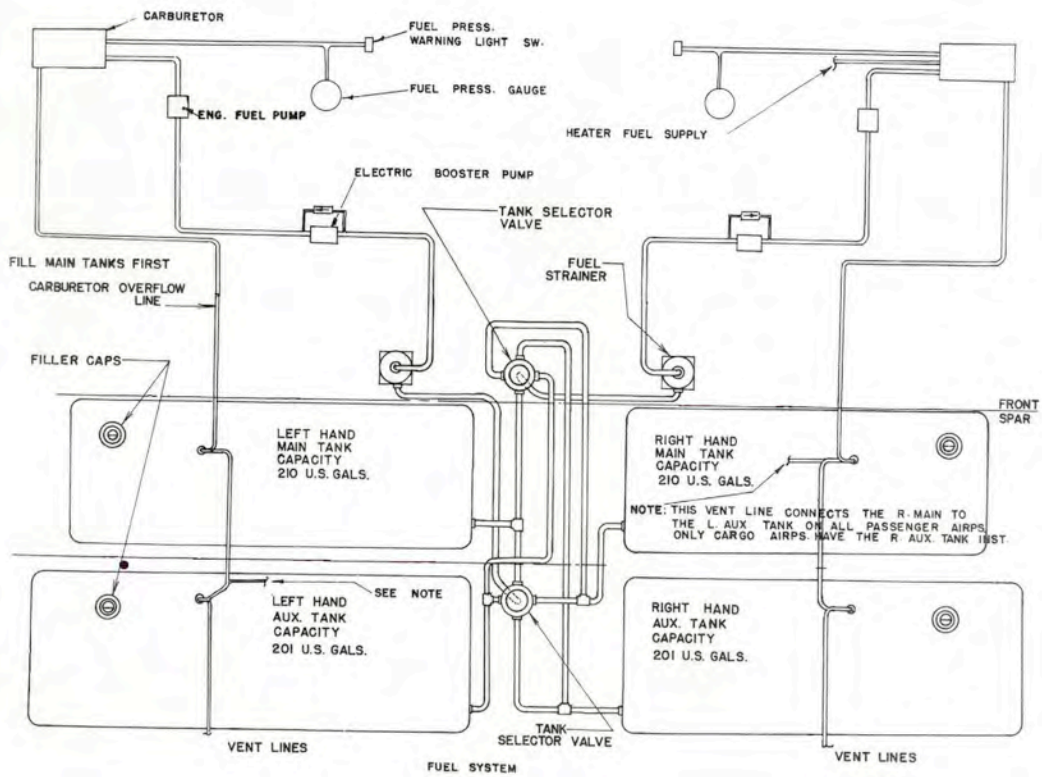 CARBURETOR
FUEL PRESS.
WARNING LIGHT SW.
FUEL PRESS. GAUGE
ENG. FUEL PUMP
HEATER FUEL SUPPLY
ELECTRIC BOOSTER PUMP
TANK SELECTOR
VALVE
FILL MAIN TANKS FIRST
CARBURETOR OVERFLOW
LINE
FUEL
STRAINER
FILLER CAPS
FRONT
SPAR
LEFT HAND
MAIN TANK
CAPACITY
210 U.S. GALS.
RIGHT HAND
MAIN TANK
CAPACITY
210 U.S. GALS.
NOTE: THIS VENT LINE CONNECTS THE R. MAIN TO
THE L. AUX TANK ON ALL PASSENGER AIRPS.
ONLY CARGO AIRPS. HAVE THE R. AUX. TANK INST.
SEE NOTE
LEFT HAND
AUX. TANK
CAPACITY
201 U.S. GALS.
RIGHT HAND
AUX. TANK
CAPACITY
201 U.S. GALS.
TANK
SELECTOR VALVE
VENT LINES
VENT LINES
FUEL SYSTEM